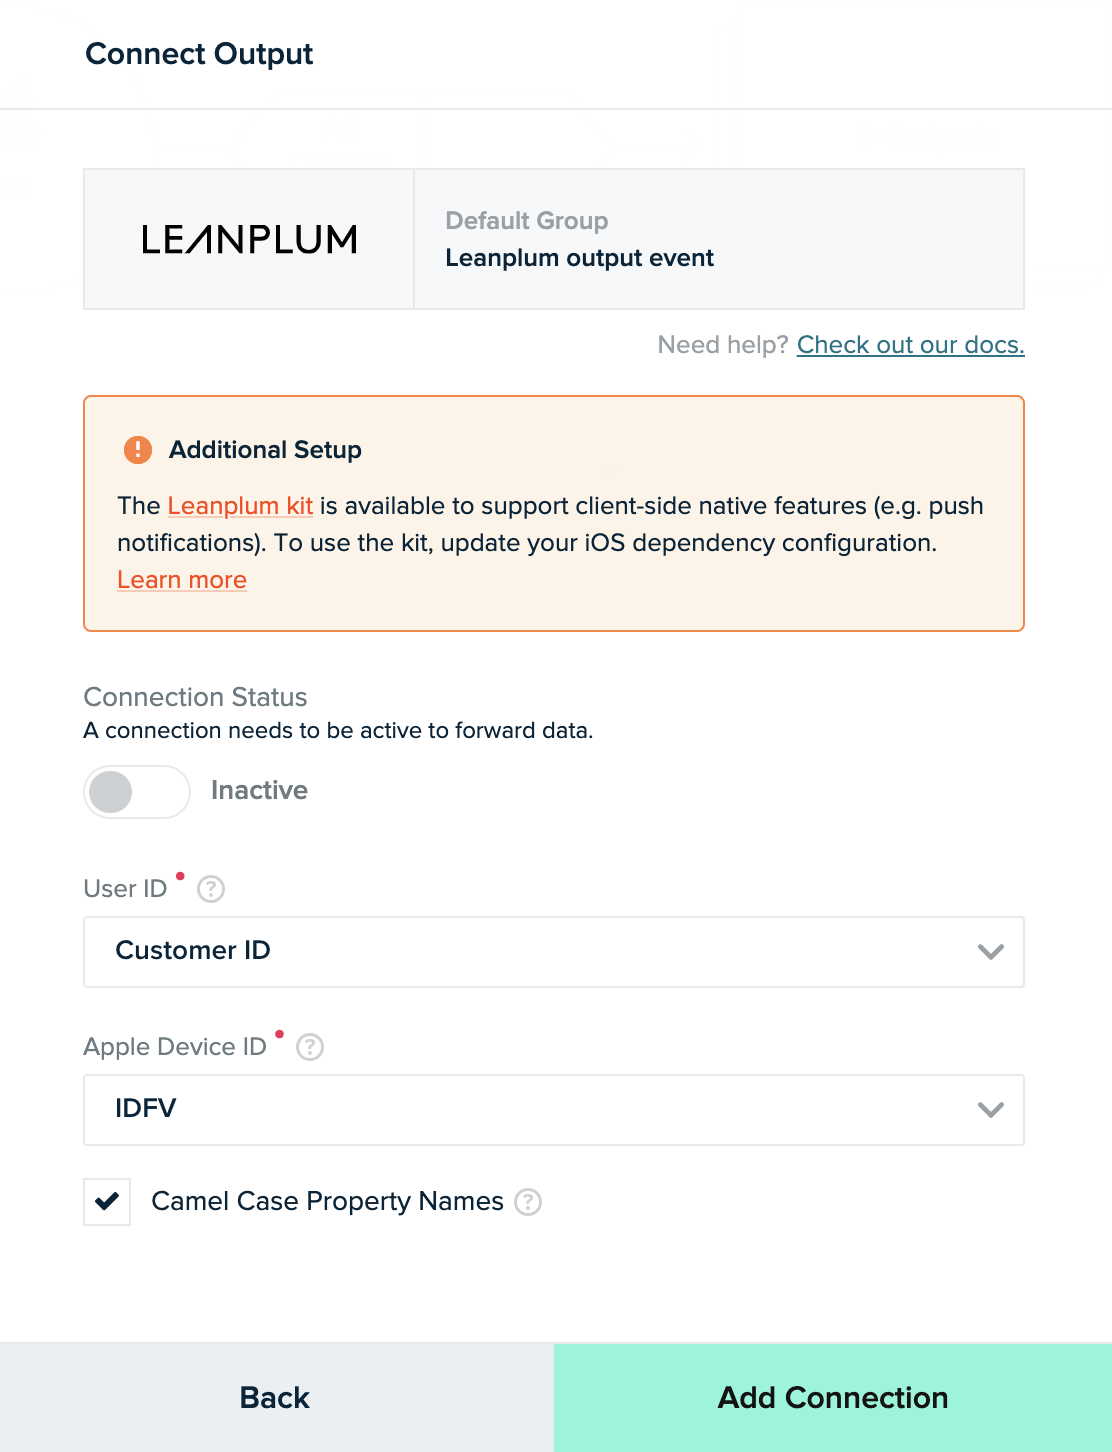 Connect Output
LEANPLUM
Default Group
Leanplum output event
Need help? Check out our docs.
! Additional Setup
The Leanplum kit is available to support client-side native features (e.g. push
notifications). To use the kit, update your iOS dependency configuration.
Learn more
Connection Status
A connection needs to be active to forward data.
Inactive
User ID ?
Customer ID
Apple Device ID ?
IDFV
Camel Case Property Names ?
Back
Add Connection